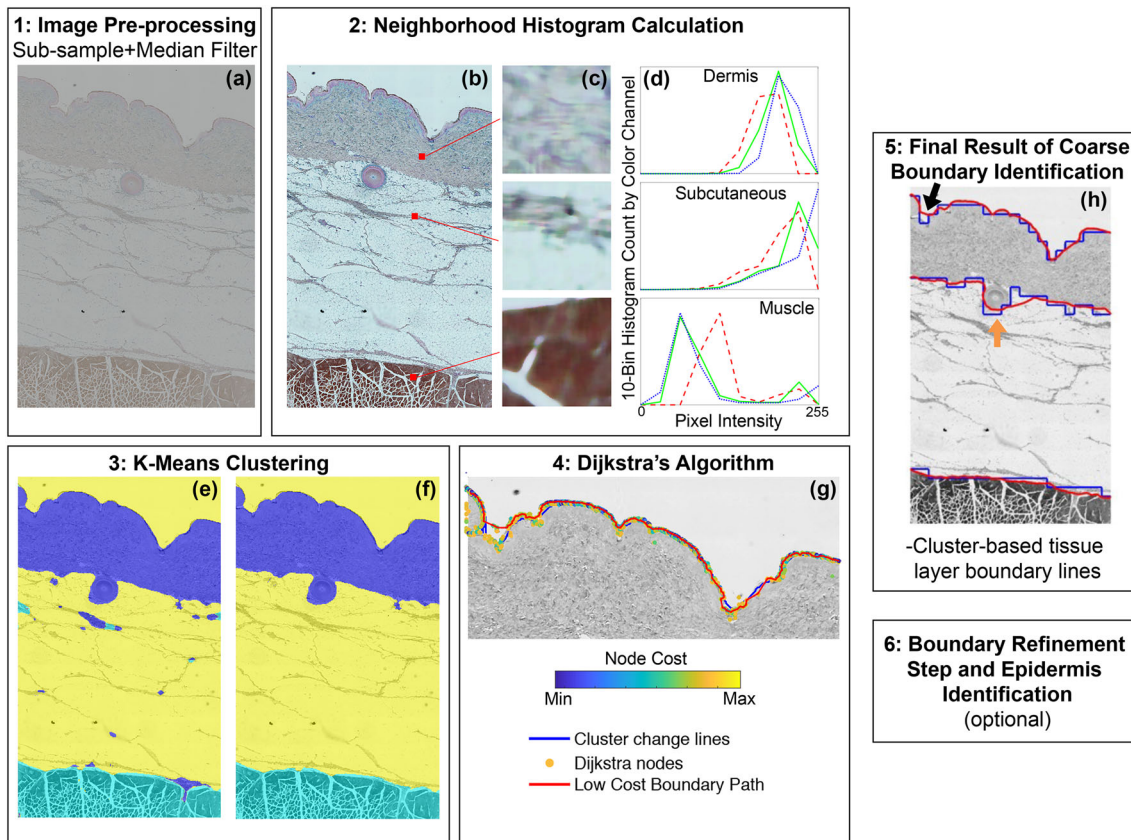 1: Image Pre-processing
Sub-sample+Median Filter
(a)
2: Neighborhood Histogram Calculation
(b)
(c)
(d)
10-Bin Histogram Count by Color Channel
Dermis
Subcutaneous
Muscle
0
255
Pixel Intensity
3: K-Means Clustering
(e)
(f)
4: Dijkstra's Algorithm
(g)
Node Cost
Min
Max
Cluster change lines
Dijkstra nodes
Low Cost Boundary Path
5: Final Result of Coarse
Boundary Identification
(h)
-Cluster-based tissue
layer boundary lines
6: Boundary Refinement
Step and Epidermis
Identification
(optional)